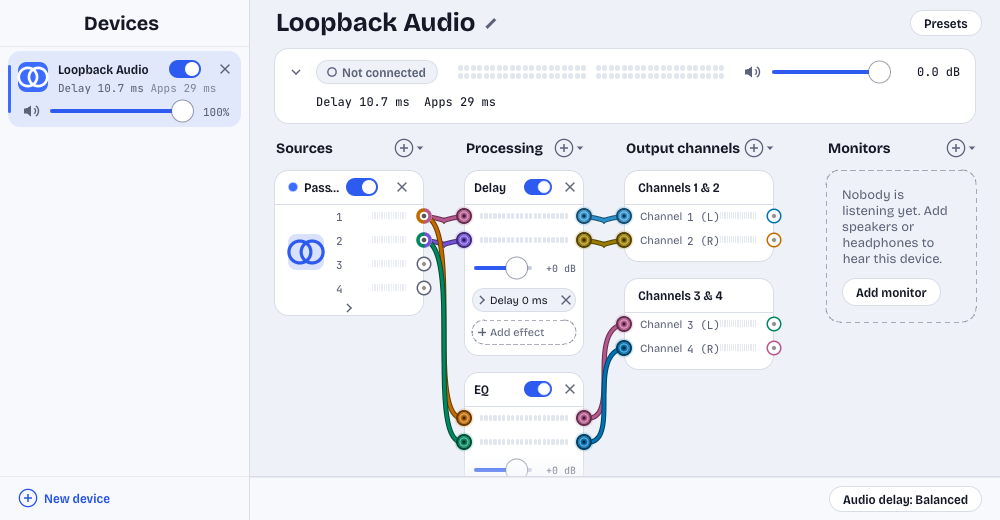 Devices
Loopback Audio
Delay 10.7 ms Apps 29 ms
100%
New device
Loopback Audio
Presets
Not connected
0.0 dB
Delay 10.7 ms Apps 29 ms
Sources
Processing
Output channels
Monitors
Pass...
1
2
3
4
Delay
+0 dB
Delay 0 ms
+ Add effect
EQ
+0 dB
Channels 1 & 2
Channel 1 (L)
Channel 2 (R)
Channels 3 & 4
Channel 3 (L)
Channel 4 (R)
Nobody is
listening yet. Add
speakers or
headphones to
hear this device.
Add monitor
Audio delay: Balanced